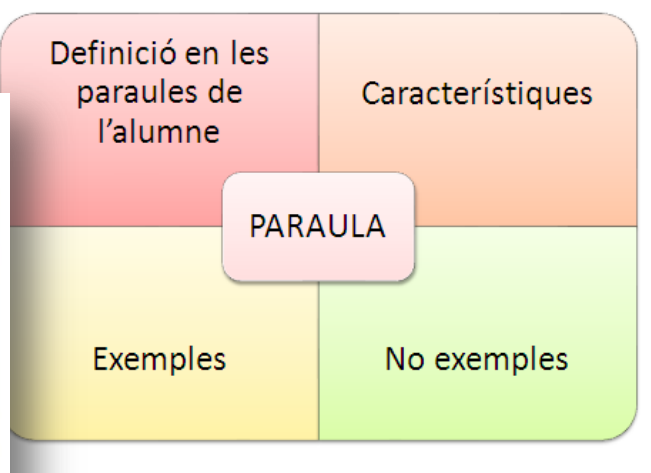 Definició en les
paraules de
l'alumne
Característiques
PARAULA
Exemples
No exemples